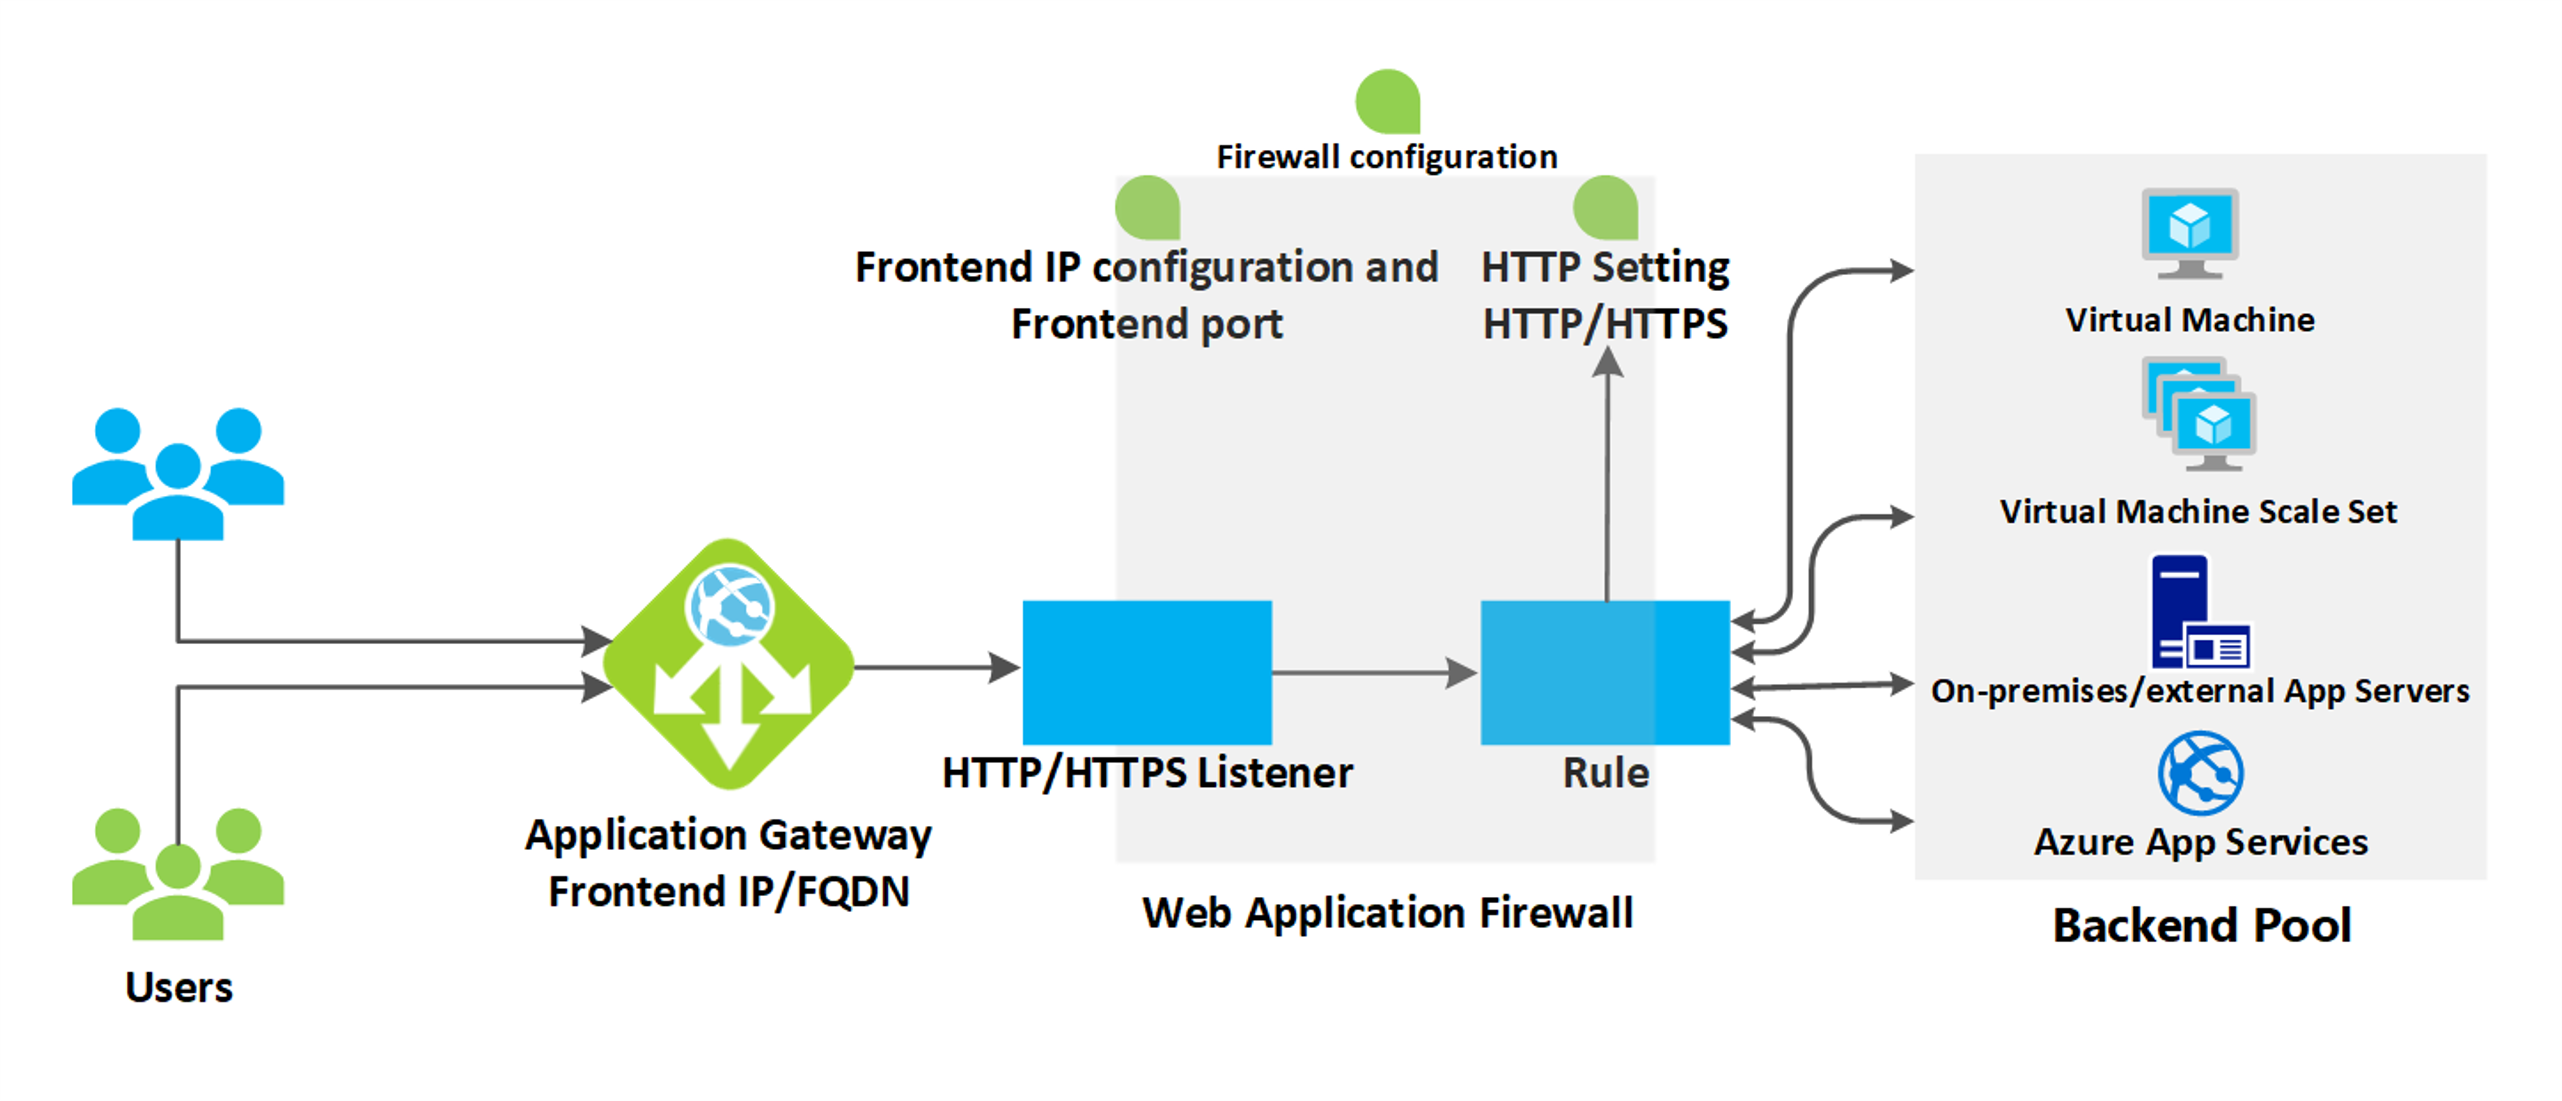 Firewall configuration
Frontend IP configuration and
Frontend port
HTTP Setting
HTTP/HTTPS
Users
Application Gateway
Frontend IP/FQDN
HTTP/HTTPS Listener
Rule
Web Application Firewall
Virtual Machine
Virtual Machine Scale Set
On-premises/external App Servers
Azure App Services
Backend Pool